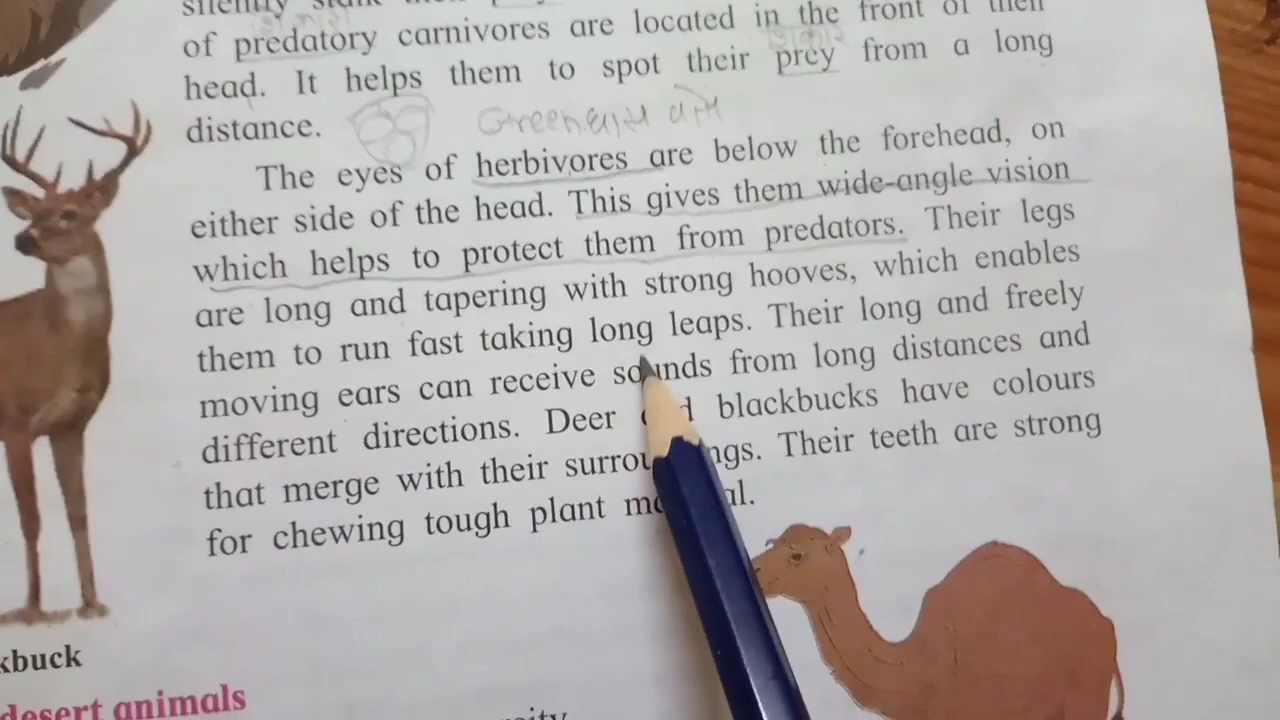 silently
of predatory carnivores are located in the front of their
head. It helps them to spot their prey from a long
distance.
The eyes of herbivores are below the forehead, on
either side of the head. This gives them wide-angle vision
which helps to protect them from predators. Their legs
are long and tapering with strong hooves, which enables
them to run fast taking long leaps. Their long and freely
moving ears can receive sounds from long distances and
different directions. Deer blackbucks have colours
that merge with their Their teeth are strong
for chewing tough plant
kbuck
desert animals